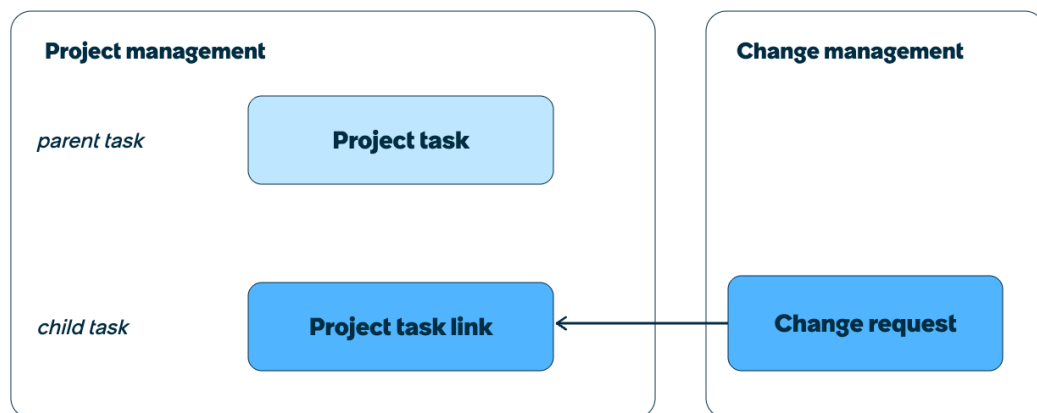 Project management
Change management
parent task
Project task
child task
Project task link
Change request